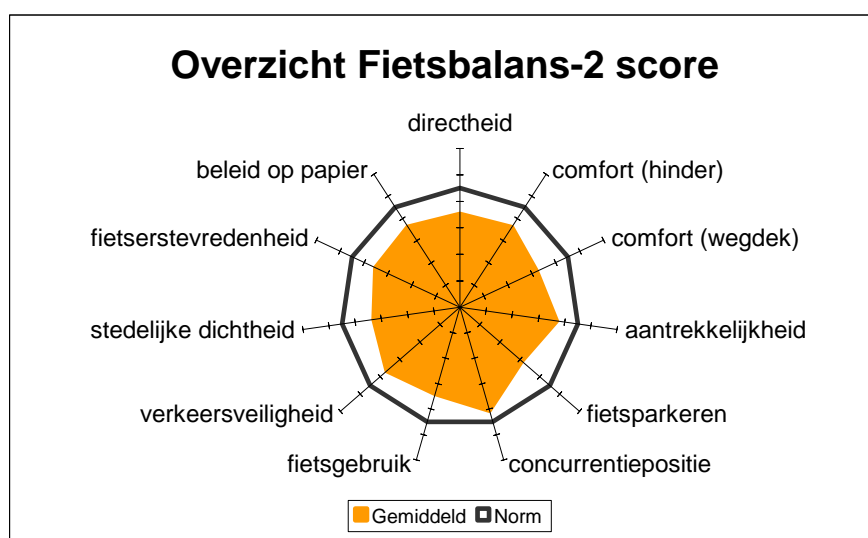 Overzicht Fietsbalans-2 score
directheid
beleid op papier
comfort (hinder)
fietserstevredenheid
comfort (wegdek)
stedelijke dichtheid
aantrekkelijkheid
verkeersveiligheid
fietsparkeren
fietsgebruik
concurrentiepositie
Gemiddeld Norm